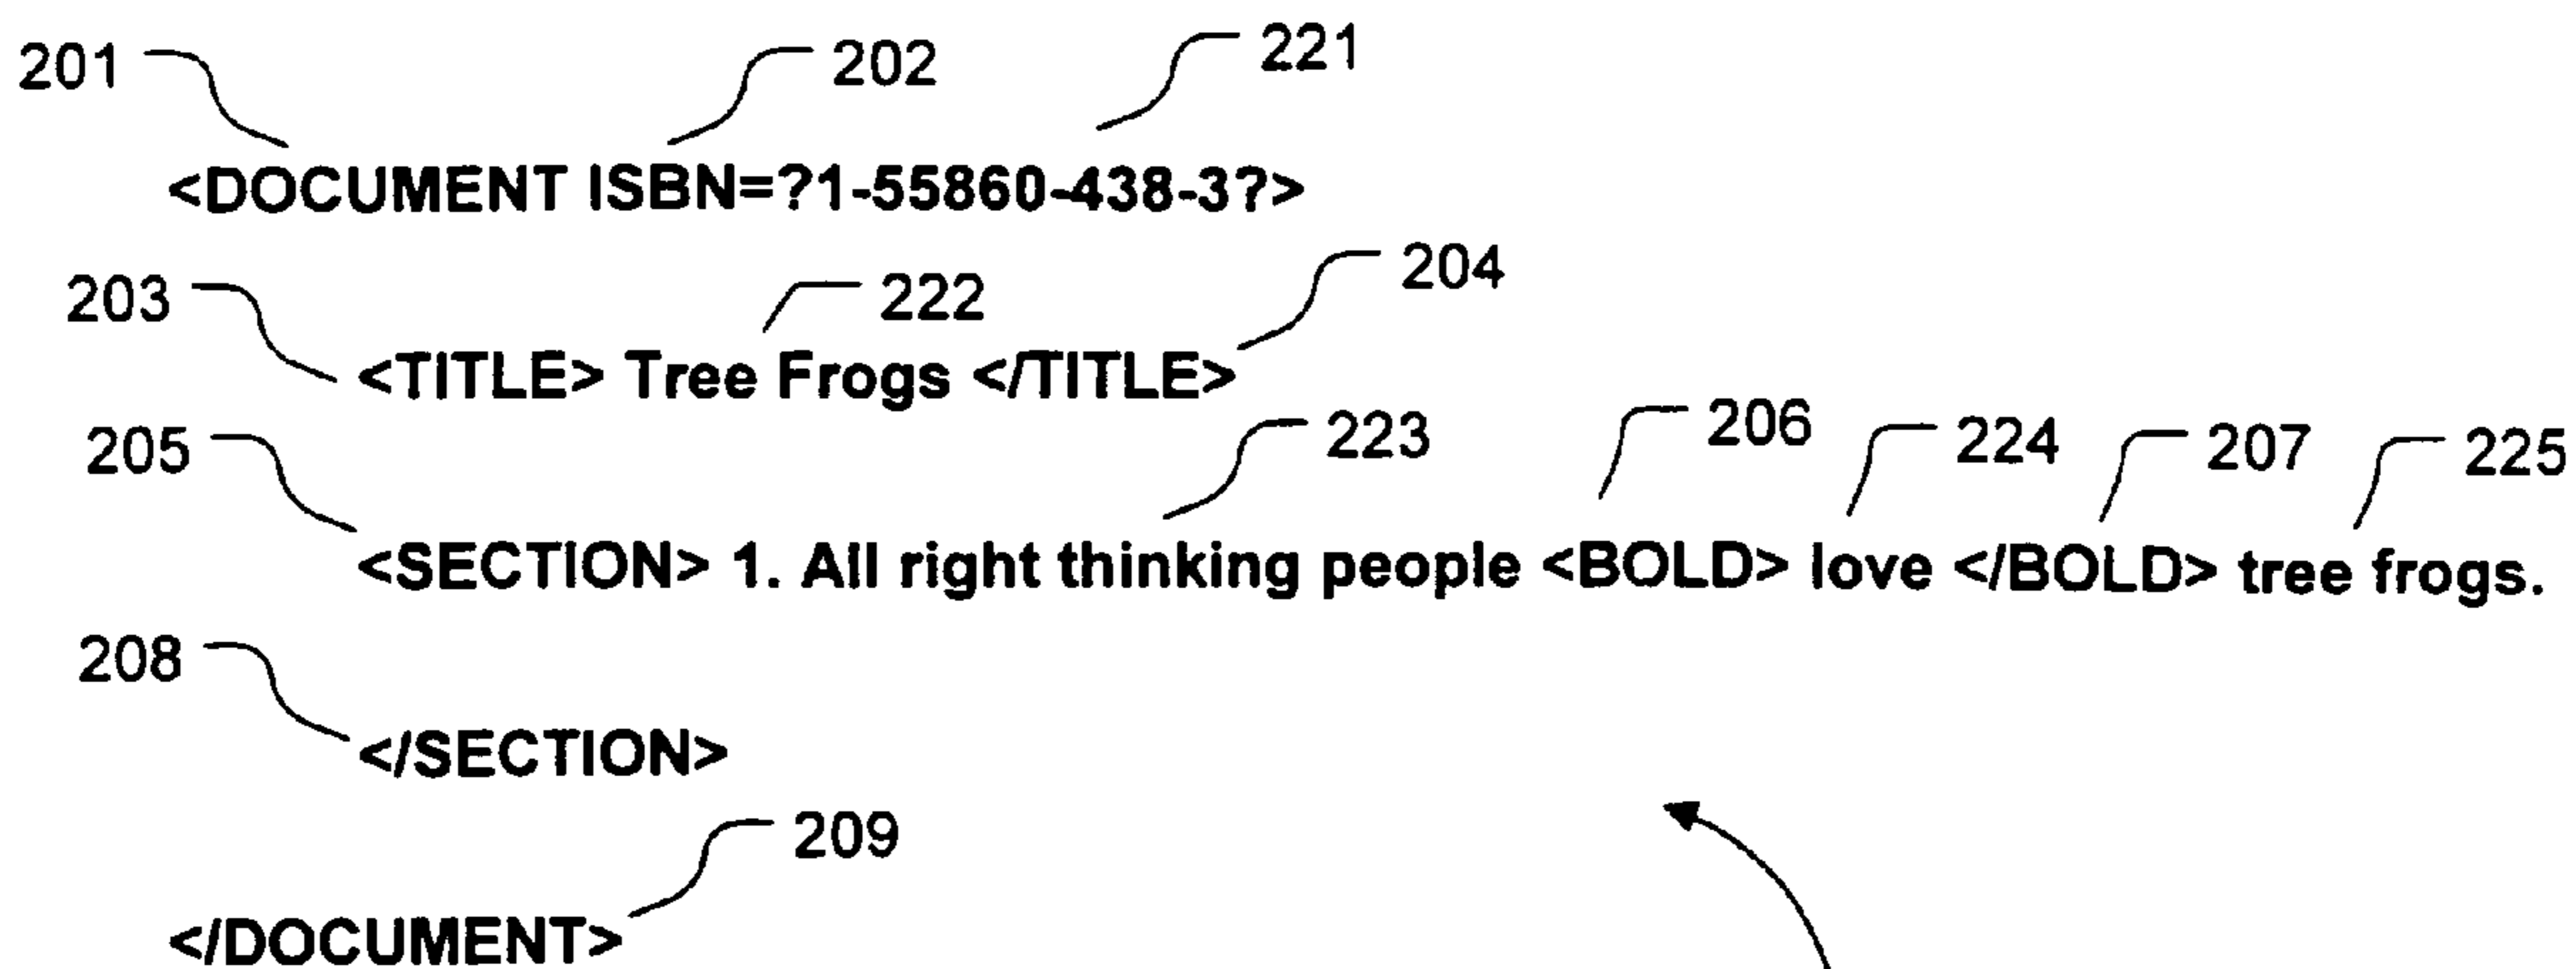 201 202 221
<DOCUMENT ISBN=?1-55860-438-3?>
203 222 204
<TITLE> Tree Frogs </TITLE>
205 223 206 224 207 225
<SECTION> 1. All right thinking people <BOLD> love </BOLD> tree frogs.
208
</SECTION>
209
</DOCUMENT>